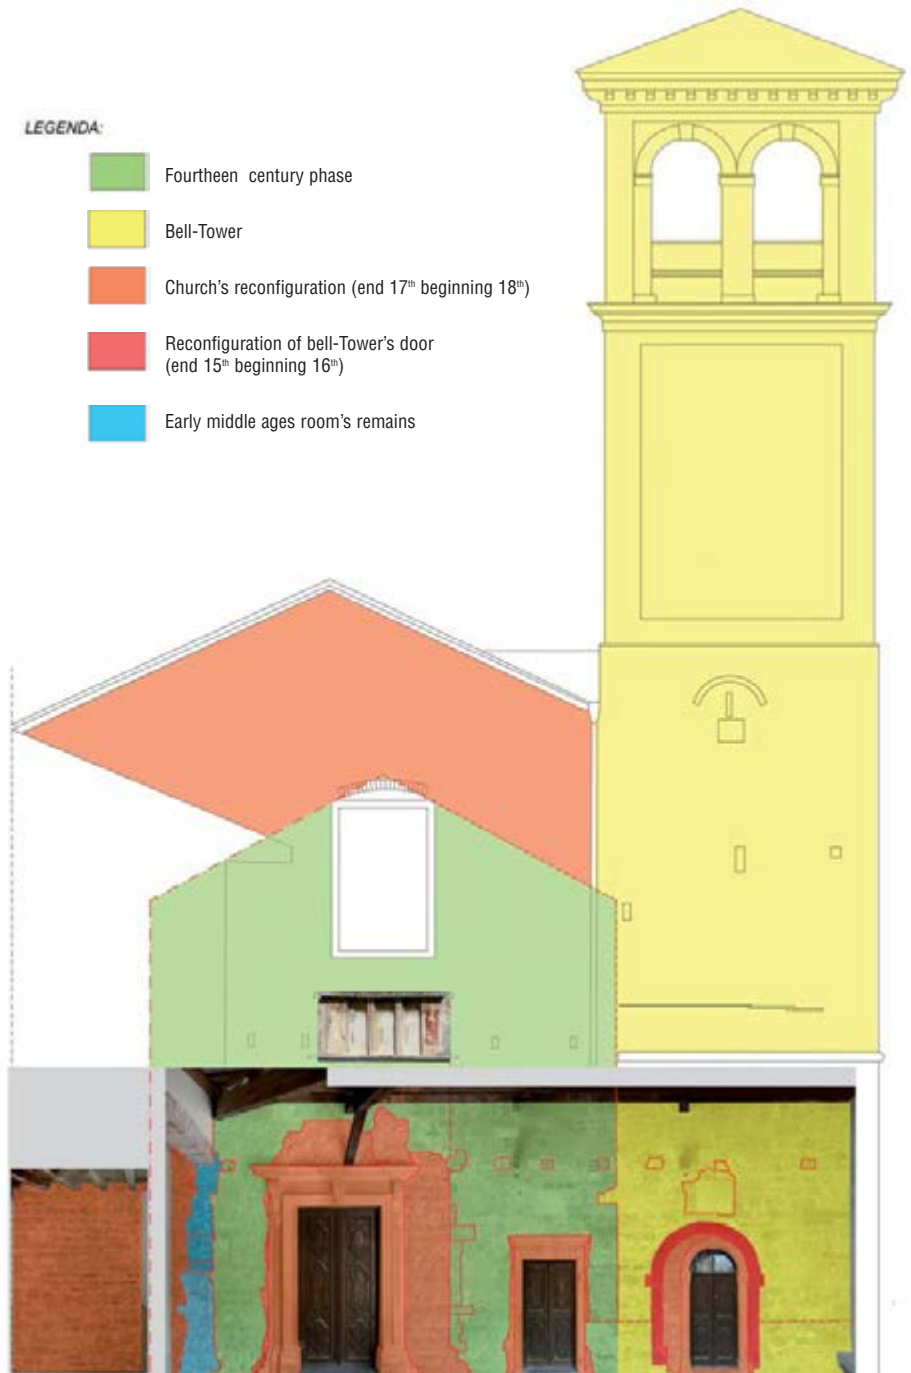 LEGENDA:
Fourtheen century phase
Bell-Tower
Church's reconfiguration (end 17th beginning 18th)
Reconfiguration of bell-Tower's door
(end 15th beginning 16th)
Early middle ages room's remains